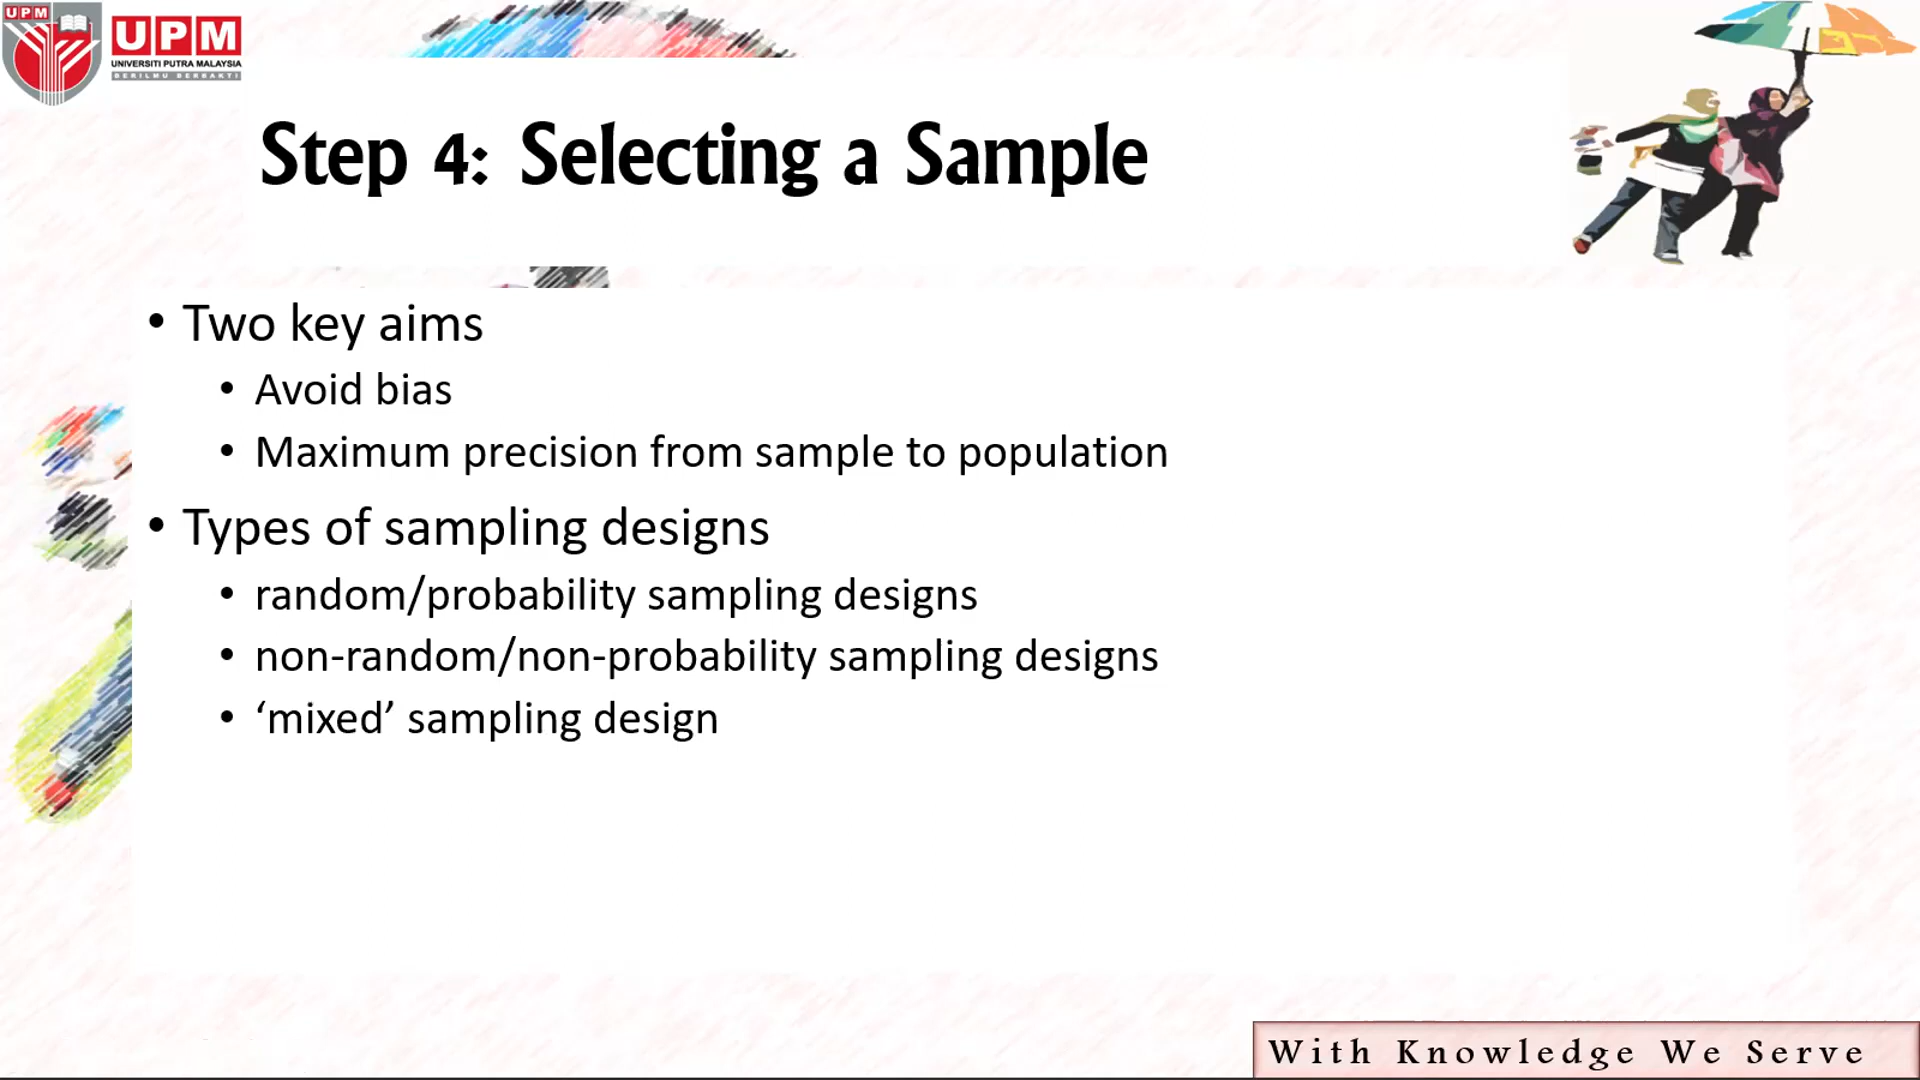 UPM
UPM
UNIVERSITI PUTRA MALAYSIA
BERILMU BERBAKTI
Step 4: Selecting a Sample
• Two key aims
• Avoid bias
• Maximum precision from sample to population
• Types of sampling designs
• random/probability sampling designs
• non-random/non-probability sampling designs
• ‘mixed’ sampling design
With Knowledge We Serve